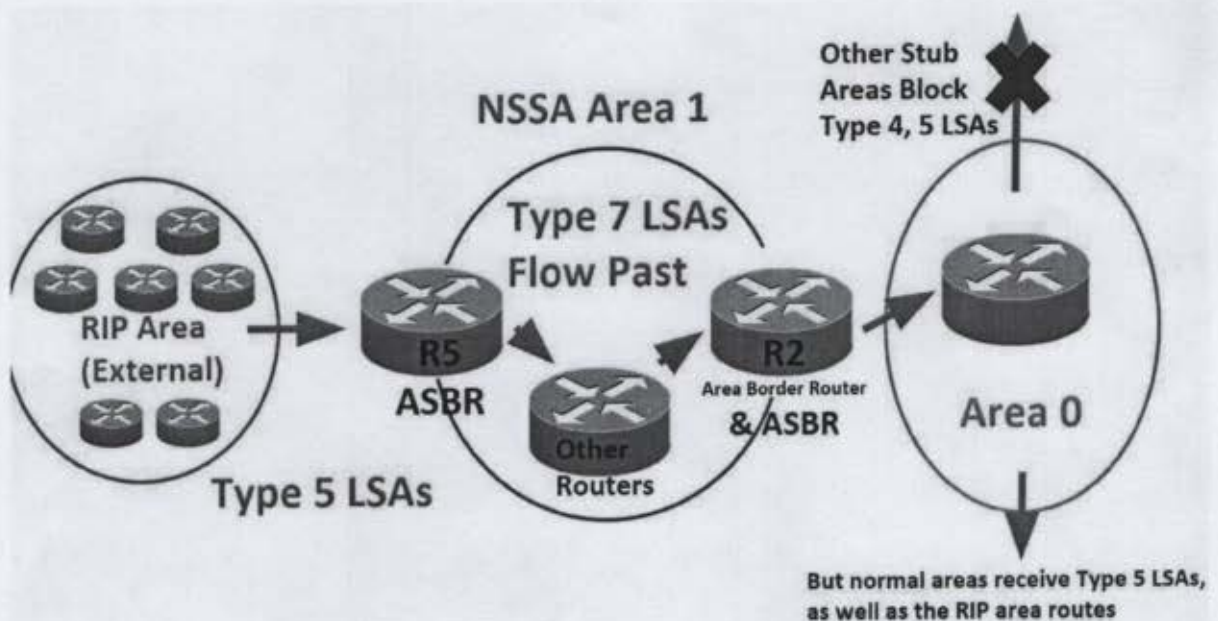 Other Stub
Areas Block
Type 4, 5 LSAs
NSSA Area 1
Type 7 LSAs
Flow Past
RIP Area
(External)
R5
ASBR
R2
Area Border Router
& ASBR
Other
Routers
Area 0
Type 5 LSAs
But normal areas receive Type 5 LSAs,
as well as the RIP area routes